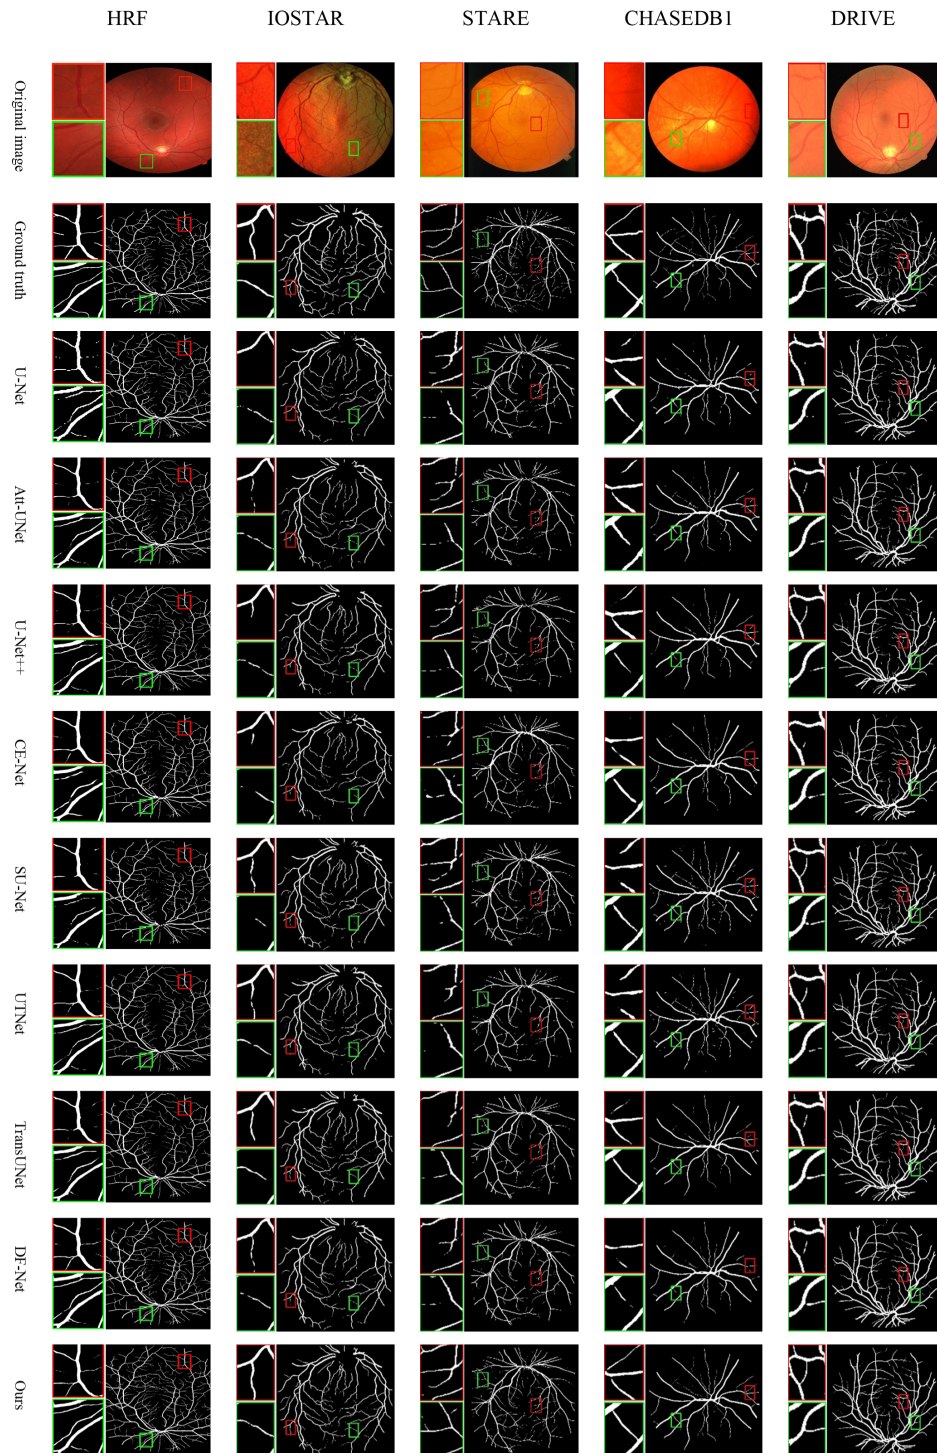 HRF IOSTAR STARE CHASEDB1 DRIVE
Original image
Ground truth
U-Net
Att-UNet
U-Net++
CE-Net
SU-Net
UTNet
TransUNet
DF-Net
Ours